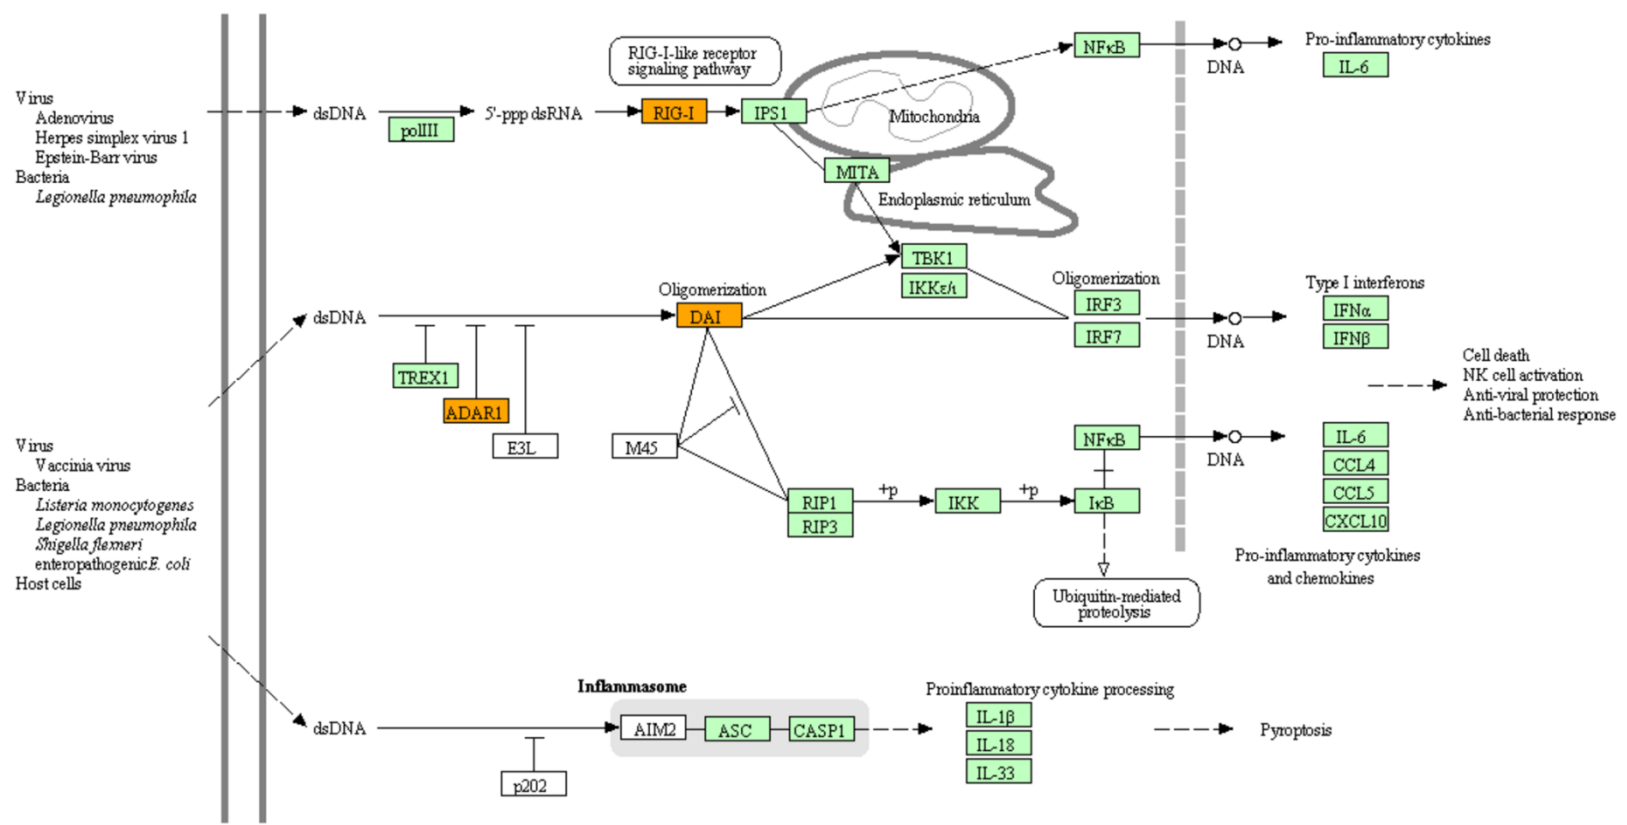 RIG-I-like receptor
signaling pathway
NFκB
DNA
Pro-inflammatory cytokines
IL-6
Virus
Adenovirus
Herpes simplex virus 1
Epstein-Barr virus
Bacteria
Legionella pneumophila
dsDNA
polIII
5'-ppp dsRNA
RIG-I
IPS1
Mitochondria
MITA
Endoplasmic reticulum
TBK1
IKKε/ι
Oligomerization
DAI
dsDNA
TREX1
ADAR1
E3L
M45
Oligomerization
IRF3
IRF7
DNA
Type I interferons
IFNα
IFNβ
Cell death
NK cell activation
Anti-viral protection
Anti-bacterial response
Virus
Vaccinia virus
Bacteria
Listeria monocytogenes
Legionella pneumophila
Shigella flexneri
enteropathogenicE. coli
Host cells
RIP1
RIP3
+p
IKK
+p
IκB
NFκB
DNA
IL-6
CCL4
CCL5
CXCL10
Pro-inflammatory cytokines
and chemokines
Ubiquitin-mediated
proteolysis
dsDNA
p202
Inflammasome
AIM2
ASC
CASP1
Proinflammatory cytokine processing
IL-1β
IL-18
IL-33
Pyroptosis